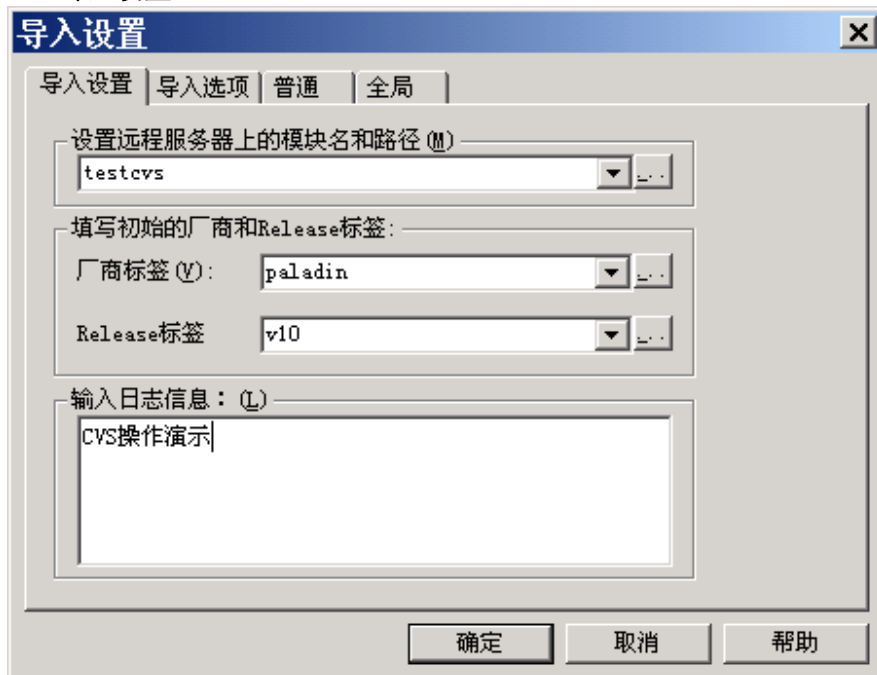 导入设置
导入设置 导入选项 普通 全局
设置远程服务器上的模块名和路径(M)
testcvs ...
填写初始的厂商和Release标签:
厂商标签(V): paladin ...
Release标签 v10 ...
输入日志信息：(L)
CVS操作演示
确定 取消 帮助